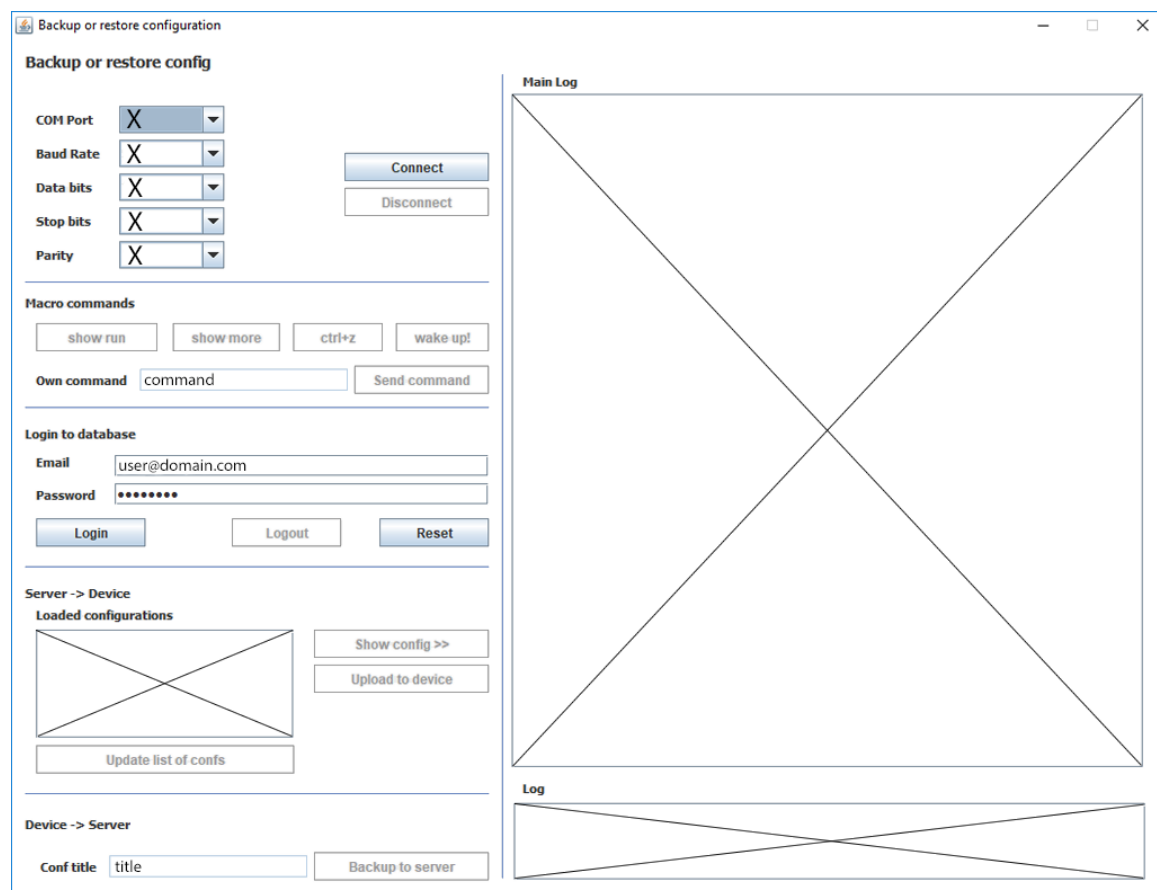 Backup or restore configuration
Backup or restore config
COM Port X
Baud Rate X
Data bits X
Stop bits X
Parity X
Connect
Disconnect
Macro commands
show run show more ctrl+z wake up!
Own command command Send command
Login to database
Email user@domain.com
Password ••••••••
Login Logout Reset
Server -> Device
Loaded configurations
Show config >>
Upload to device
Update list of confs
Device -> Server
Conf title title Backup to server
Main Log
Log